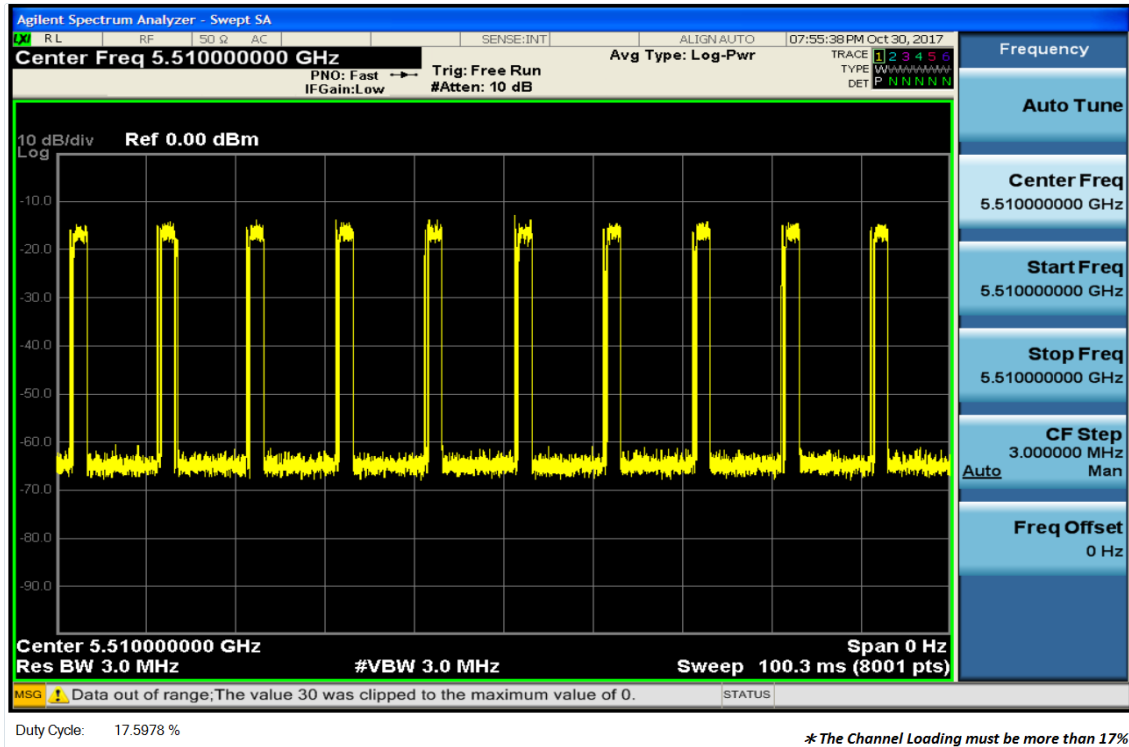 Agilent Spectrum Analyzer - Swept SA
LXI RL RF 50 Ω AC SENSE:INT ALIGN AUTO 07:55:38 PM Oct 30, 2017
Center Freq 5.510000000 GHz
PNO: Fast
IFGain:Low
Trig: Free Run
#Atten: 10 dB
Avg Type: Log-Pwr
TRACE 1 2 3 4 5 6
TYPE W
DET P N N N N N
10 dB/div Ref 0.00 dBm
Log
-10.0
-20.0
-30.0
-40.0
-50.0
-60.0
-70.0
-80.0
-90.0
Center 5.510000000 GHz Span 0 Hz
Res BW 3.0 MHz #VBW 3.0 MHz Sweep 100.3 ms (8001 pts)
MSG Data out of range;The value 30 was clipped to the maximum value of 0. STATUS
Frequency
Auto Tune
Center Freq
5.510000000 GHz
Start Freq
5.510000000 GHz
Stop Freq
5.510000000 GHz
CF Step
3.000000 MHz
Auto Man
Freq Offset
0 Hz
Duty Cycle: 17.5978 %
* The Channel Loading must be more than 17%